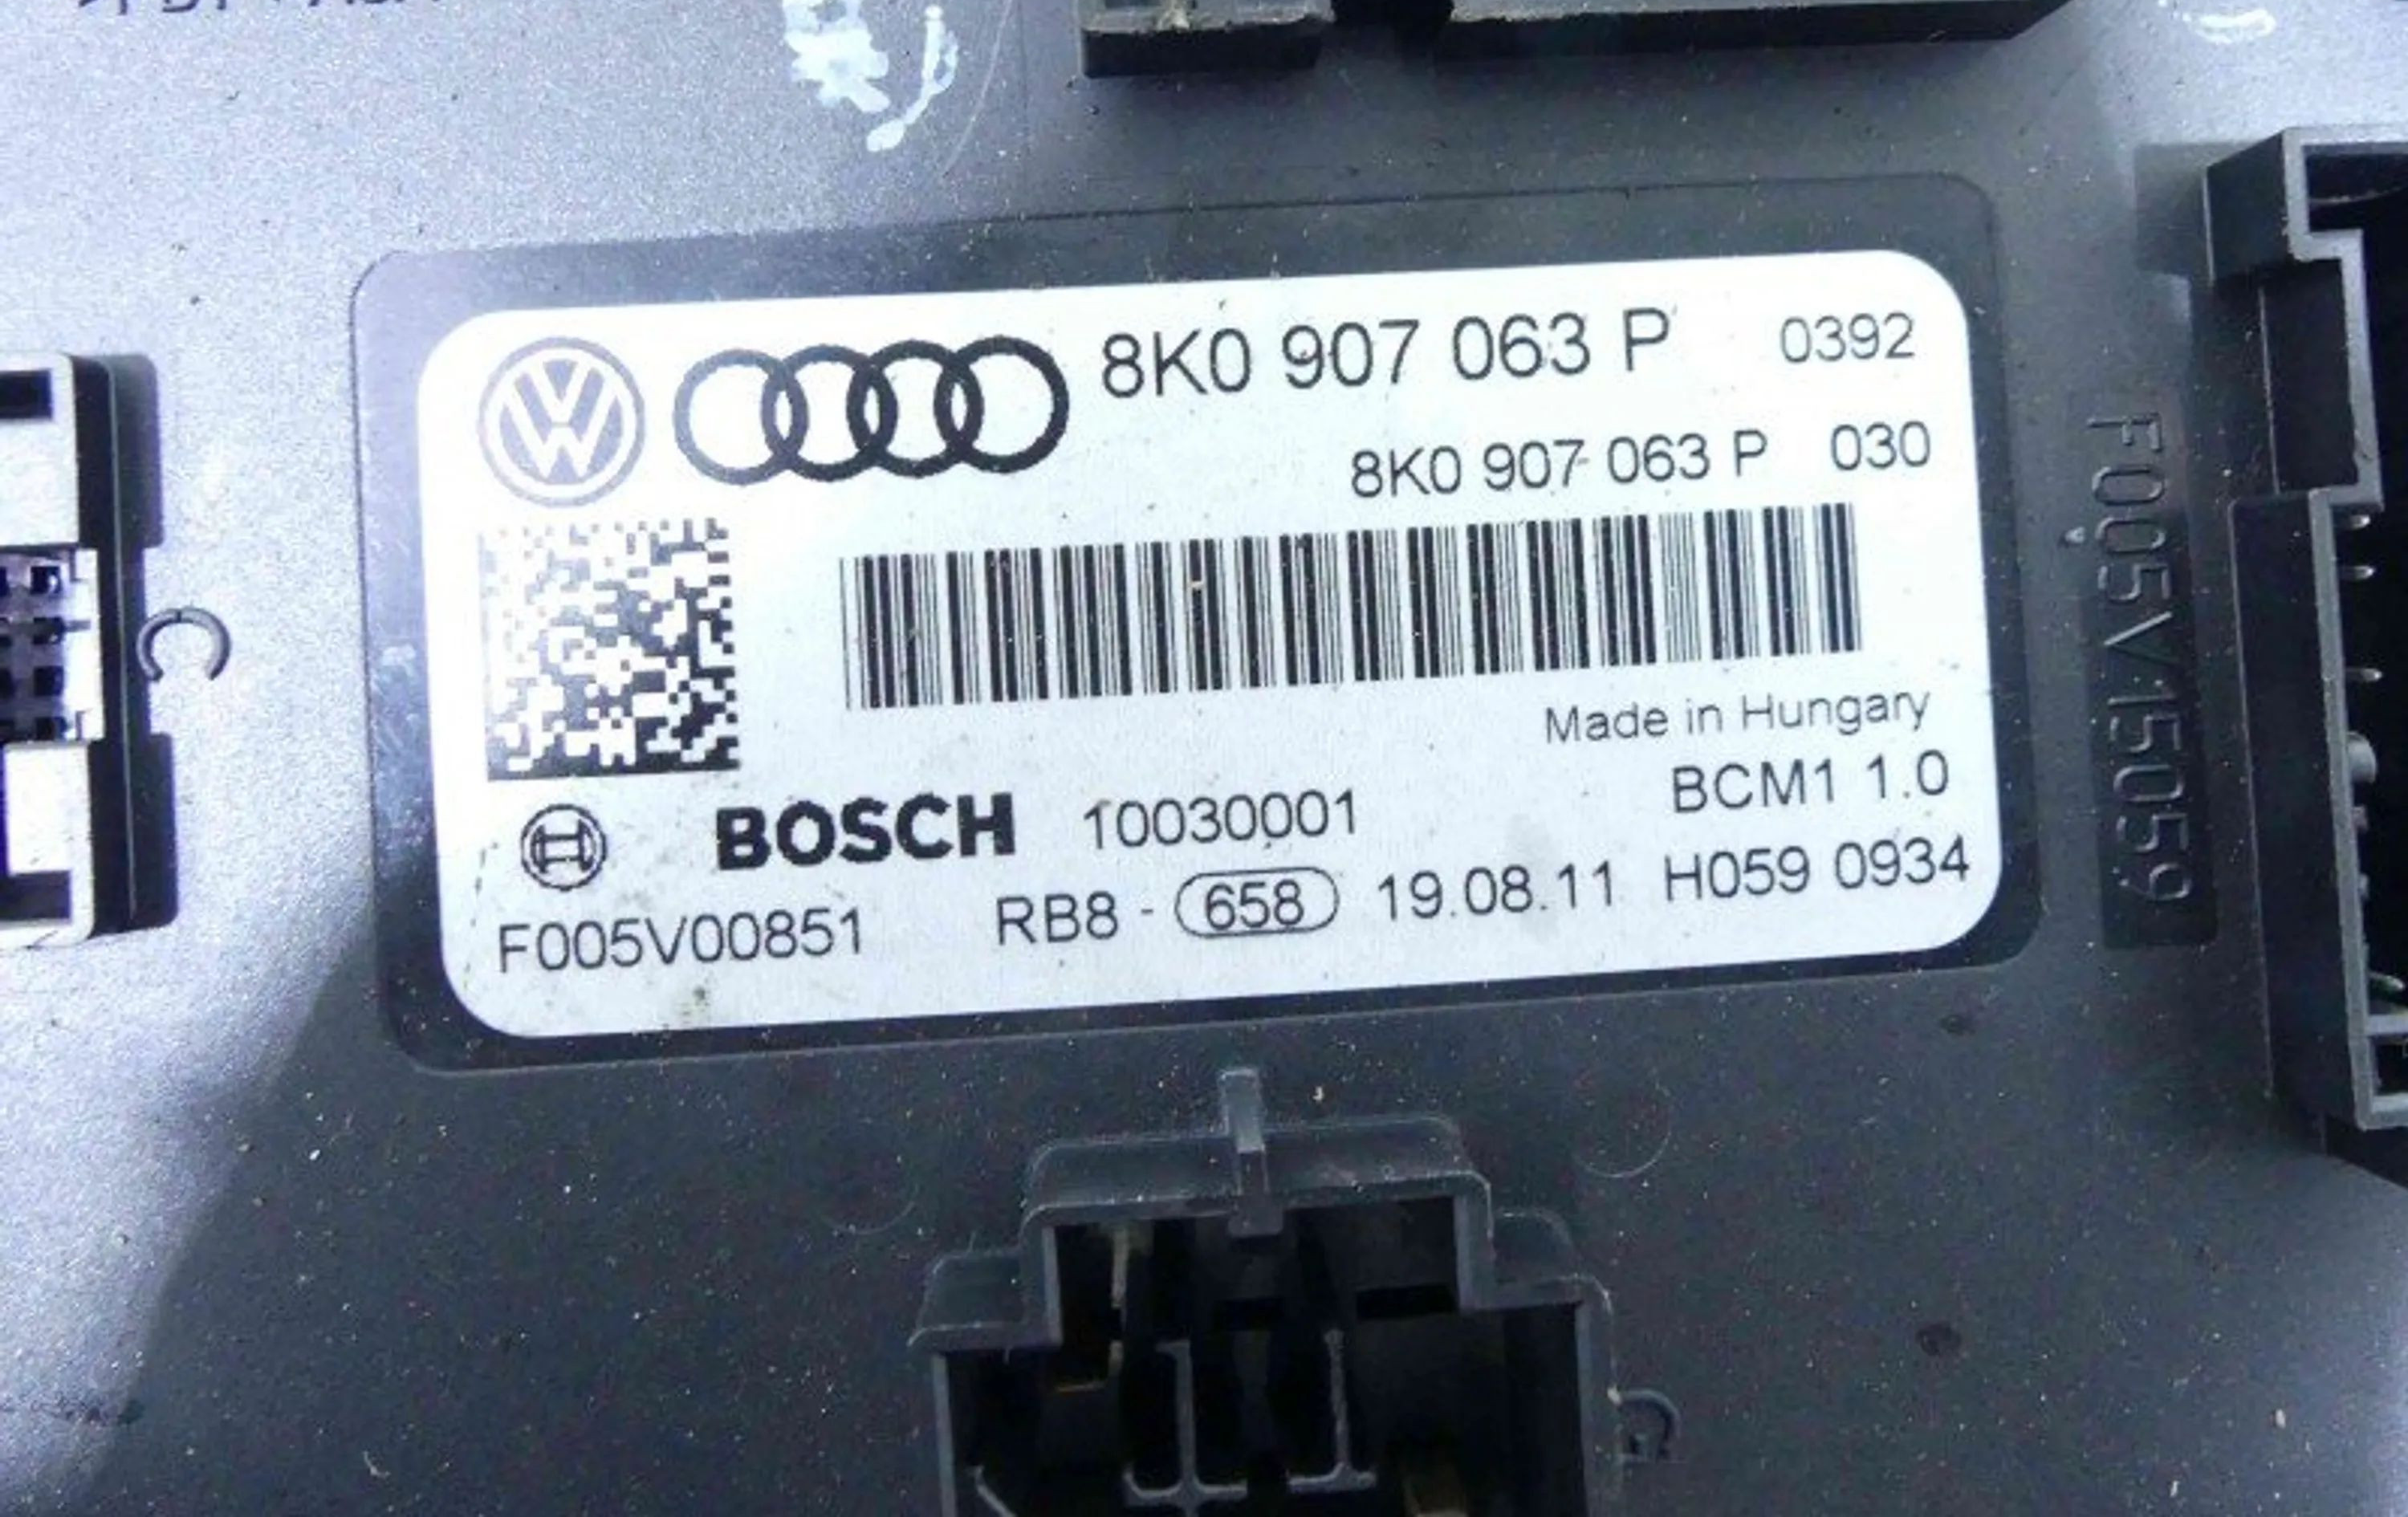 8K0 907 063 P 0392
8K0 907 063 P 030
Made in Hungary
BCM1 1.0
BOSCH 10030001
F005V00851 RB8 - 658 19.08.11 H059 0934
F005V15059
C